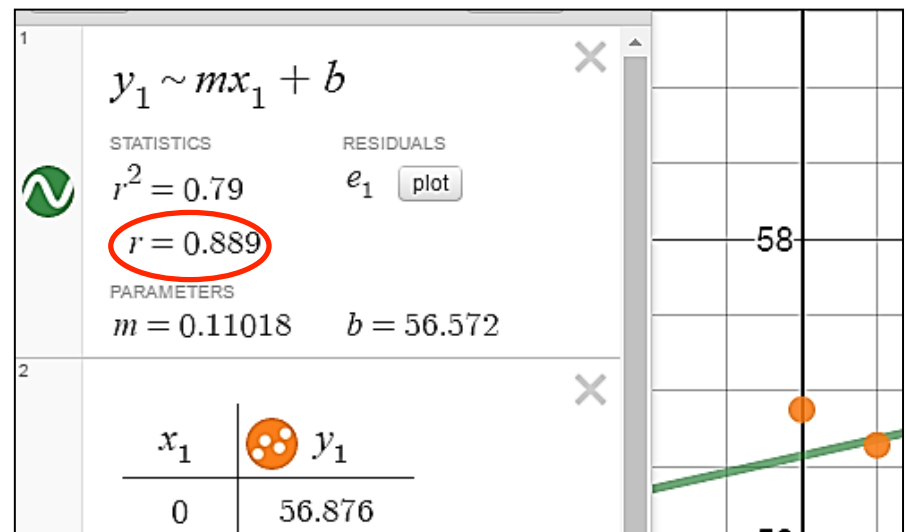 1
y₁ ~ mx₁ + b
STATISTICS RESIDUALS
r² = 0.79 e₁ plot
r = 0.889
PARAMETERS
m = 0.11018 b = 56.572
2
x₁ y₁
0 56.876
58